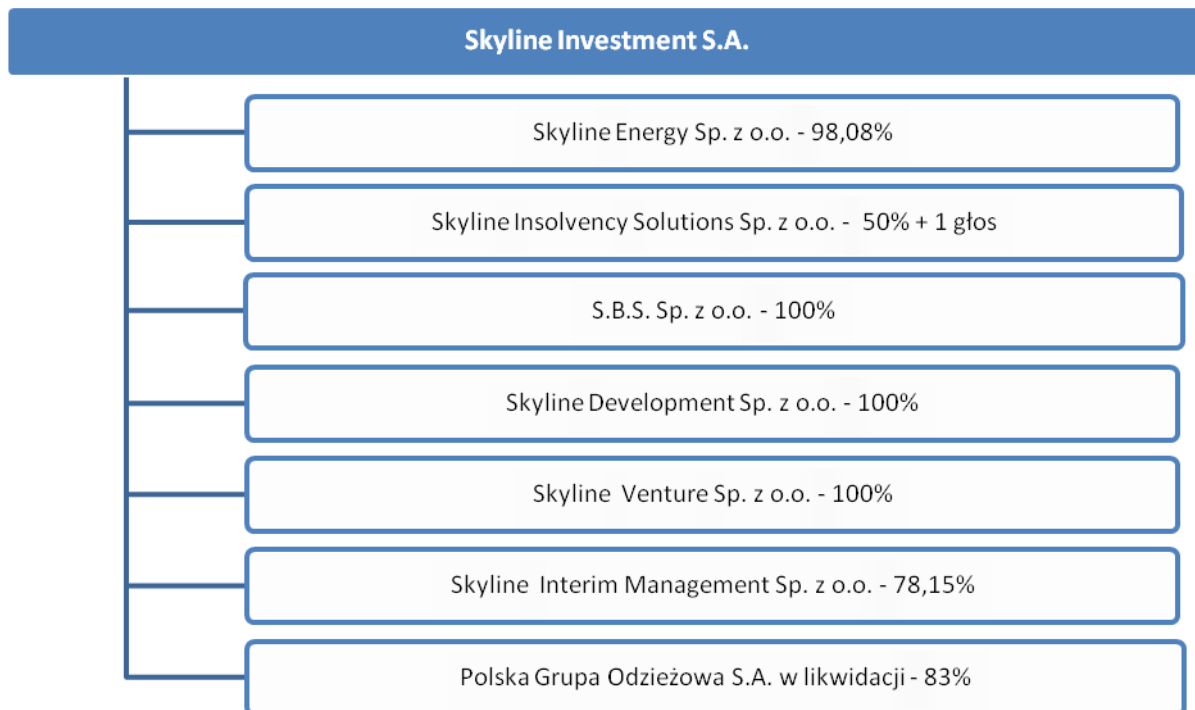 Skyline Investment S.A.
Skyline Energy Sp. z o.o. - 98,08%
Skyline Insolvency Solutions Sp. z o.o. - 50% + 1 głos
S.B.S. Sp. z o.o. - 100%
Skyline Development Sp. z o.o. - 100%
Skyline Venture Sp. z o.o. - 100%
Skyline Interim Management Sp. z o.o. - 78,15%
Polska Grupa Odzieżowa S.A. w likwidacji - 83%